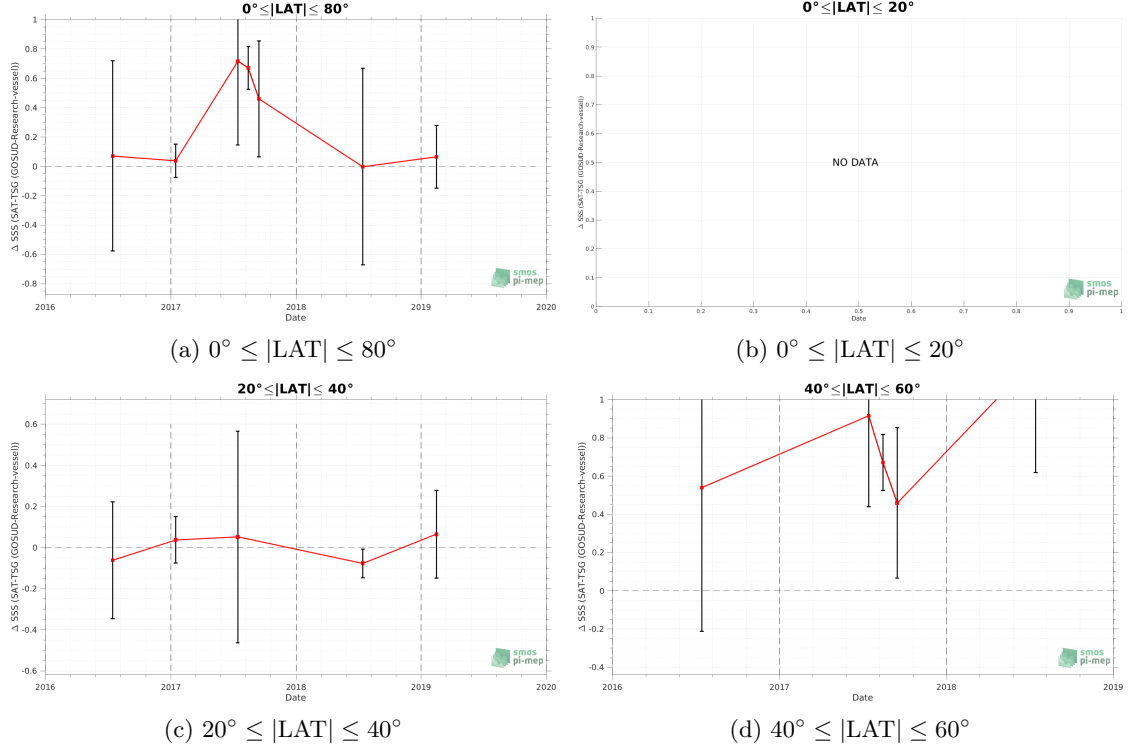 0°≤|LAT|≤ 80°
Δ SSS (SAT-TSG (GOSUD-Research-vessel))
1
0.8
0.6
0.4
0.2
0
-0.2
-0.4
-0.6
-0.8
2016
2017
2018
2019
2020
Date
smos
pi-mep
(a) 0° ≤ |LAT| ≤ 80°
0°≤|LAT|≤ 20°
Δ SSS (SAT-TSG (GOSUD-Research-vessel))
1
0.9
0.8
0.7
0.6
0.5
0.4
0.3
0.2
0.1
0
NO DATA
0
0.1
0.2
0.3
0.4
0.5
0.6
0.7
0.8
0.9
1
Date
smos
pi-mep
(b) 0° ≤ |LAT| ≤ 20°
20°≤|LAT|≤ 40°
Δ SSS (SAT-TSG (GOSUD-Research-vessel))
0.6
0.4
0.2
0
-0.2
-0.4
-0.6
2016
2017
2018
2019
2020
Date
smos
pi-mep
(c) 20° ≤ |LAT| ≤ 40°
40°≤|LAT|≤ 60°
Δ SSS (SAT-TSG (GOSUD-Research-vessel))
1
0.8
0.6
0.4
0.2
0
-0.2
-0.4
2016
2017
2018
2019
Date
smos
pi-mep
(d) 40° ≤ |LAT| ≤ 60°